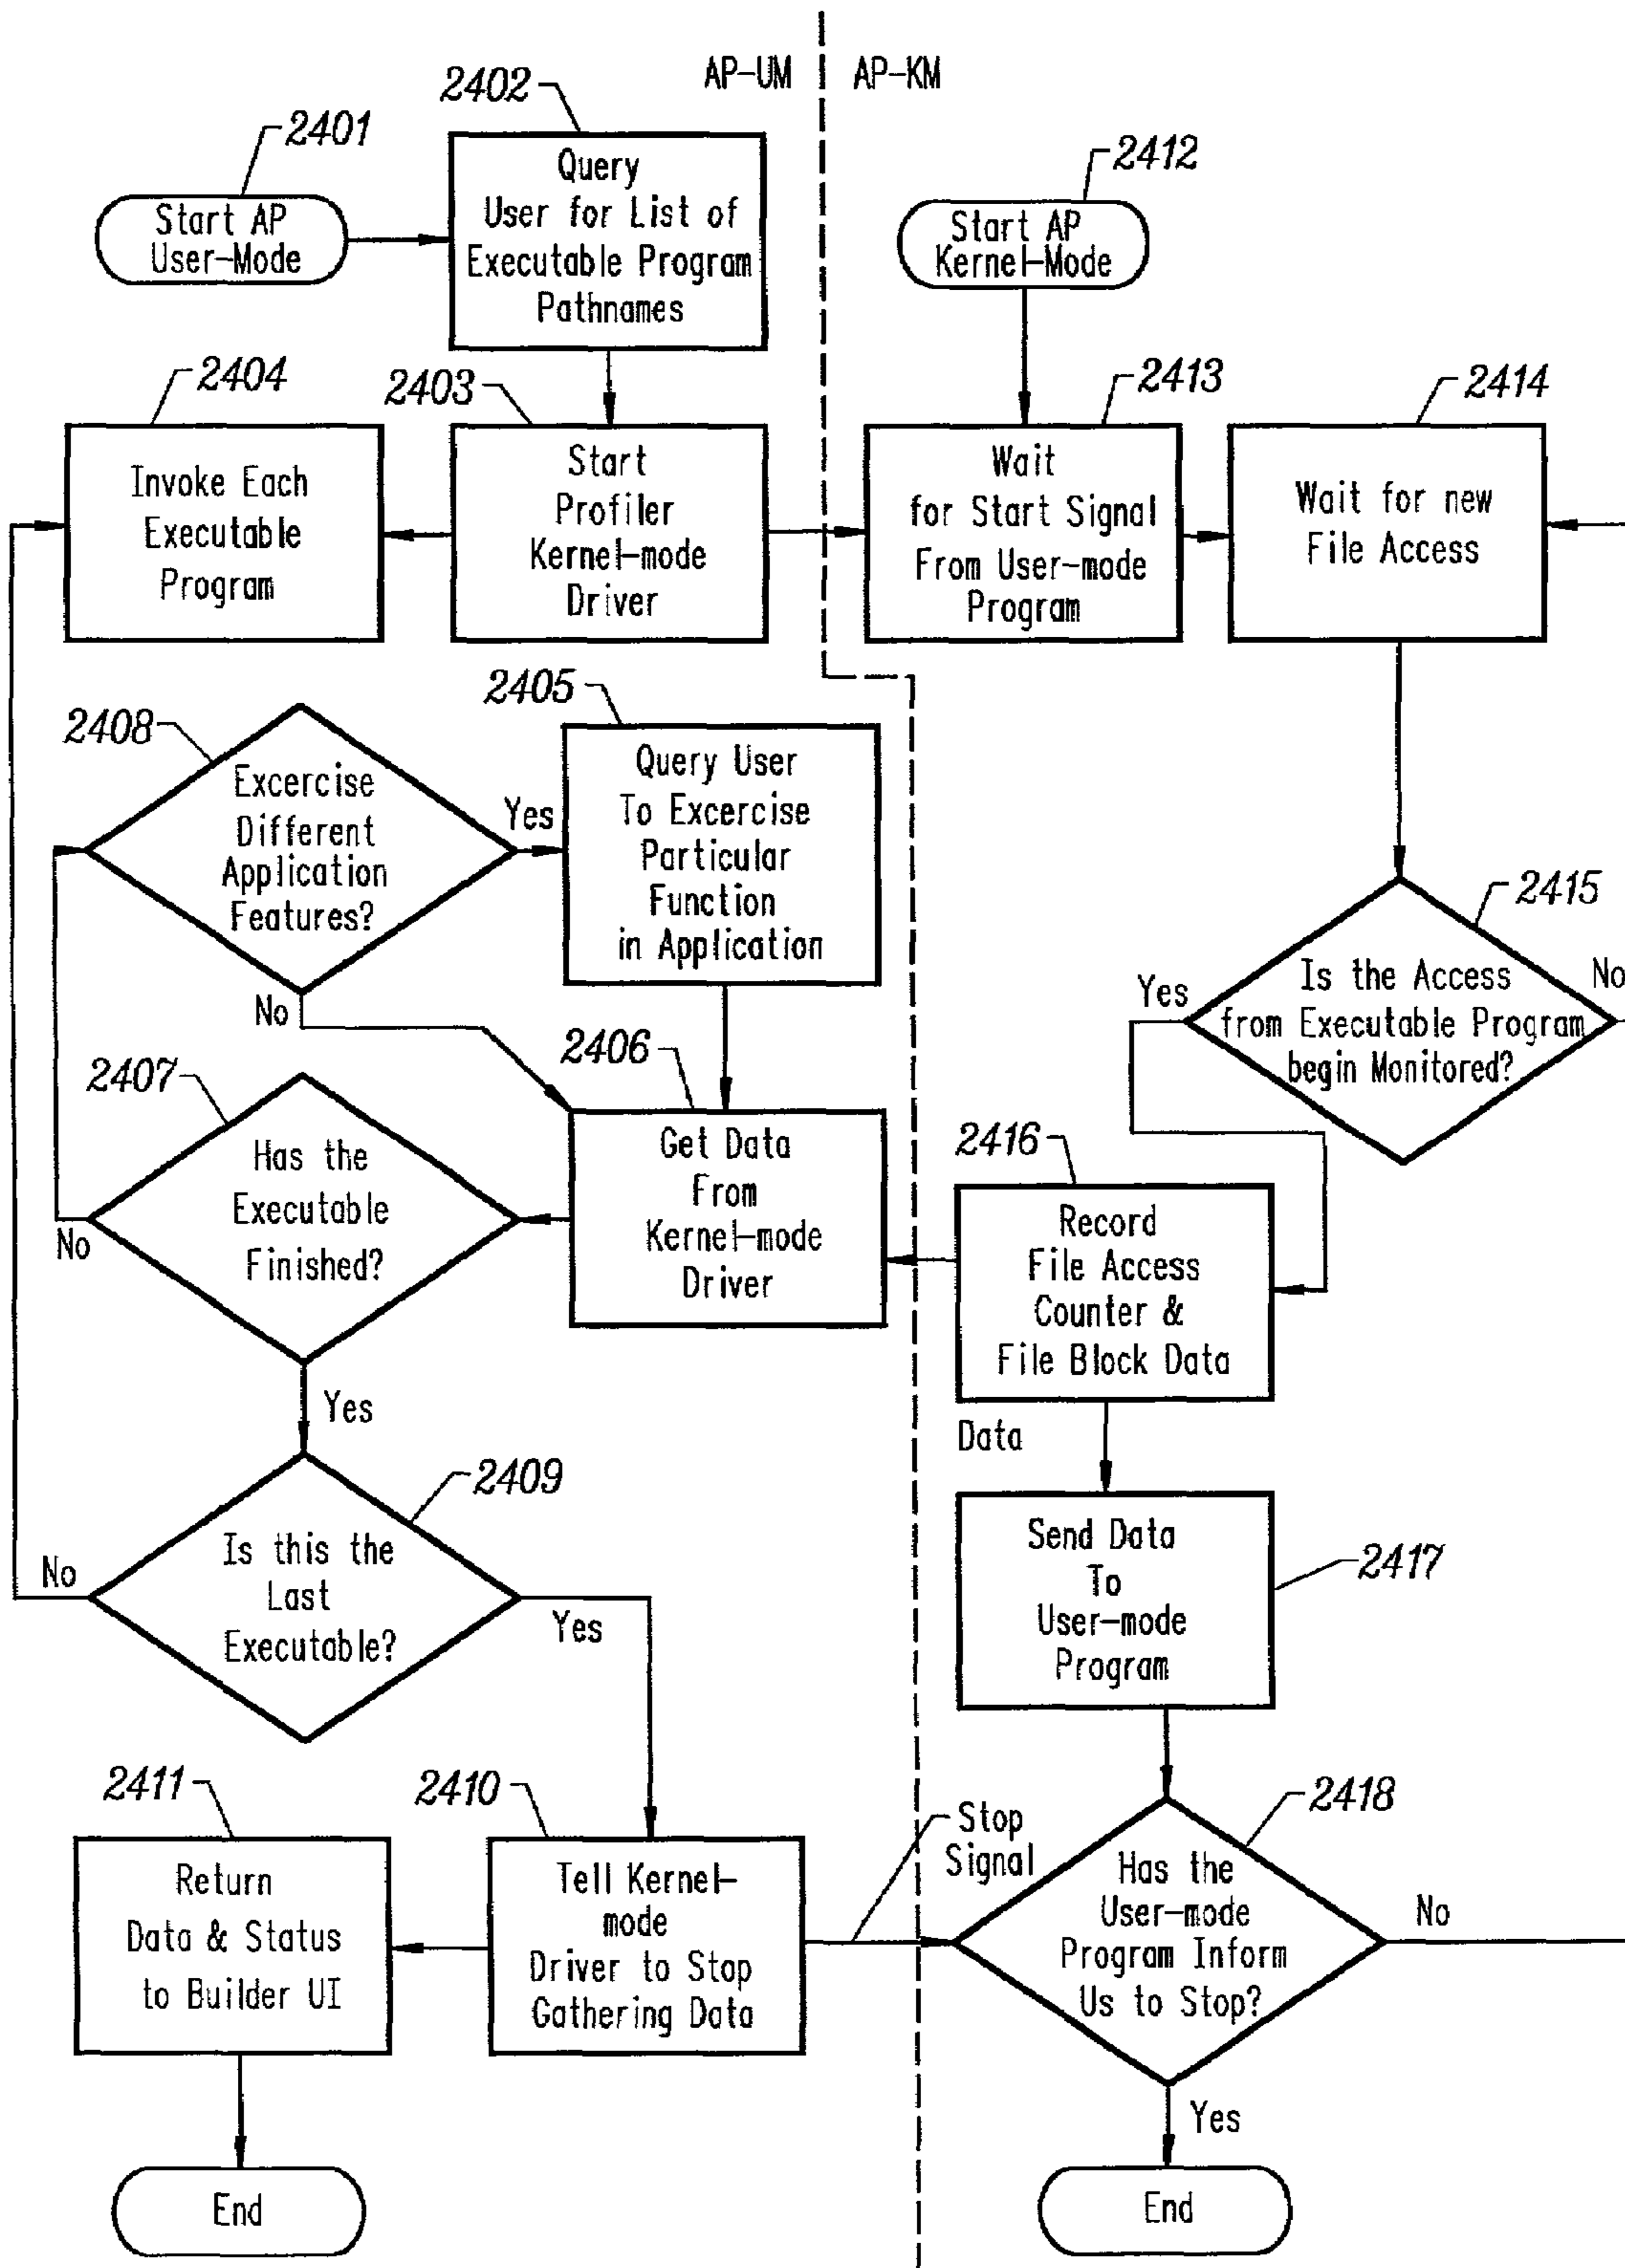 AP-UM
AP-KM
2401
Start AP
User-Mode
2402
Query
User for List of
Executable Program
Pathnames
2412
Start AP
Kernel-Mode
2404
Invoke Each
Executable
Program
2403
Start
Profiler
Kernel-mode
Driver
2413
Wait
for Start Signal
From User-mode
Program
2414
Wait for new
File Access
2408
Excercise
Different
Application
Features?
Yes
No
2405
Query User
To Excercise
Particular
Function
in Application
2415
Is the Access
from Executable Program
begin Monitored?
Yes
No
2407
Has the
Executable
Finished?
No
Yes
2406
Get Data
From
Kernel-mode
Driver
2416
Record
File Access
Counter &
File Block Data
Data
2409
Is this the
Last
Executable?
No
Yes
2417
Send Data
To
User-mode
Program
2411
Return
Data & Status
to Builder UI
2410
Tell Kernel-
mode
Driver to Stop
Gathering Data
Stop
Signal
2418
Has the
User-mode
Program Inform
Us to Stop?
No
Yes
End
End